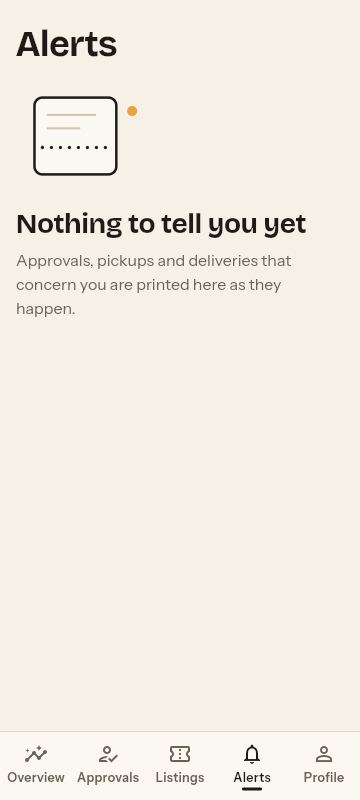 Alerts
Nothing to tell you yet
Approvals, pickups and deliveries that
concern you are printed here as they
happen.
Overview Approvals Listings Alerts Profile